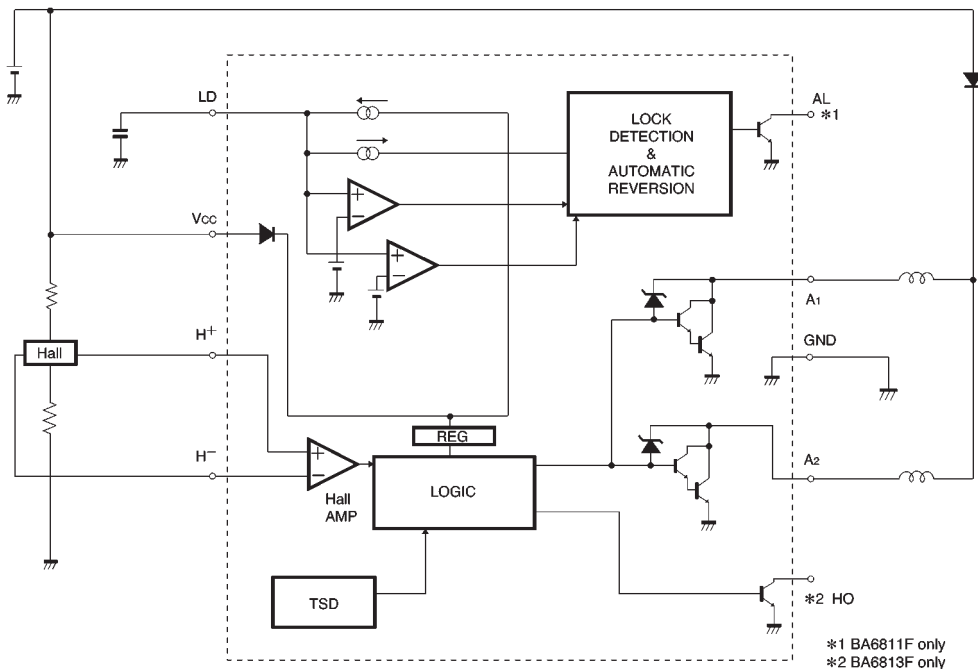 LD
AL
*1
LOCK
DETECTION
&
AUTOMATIC
REVERSION
+
−
VCC
+
−
A1
H+
GND
Hall
REG
A2
H−
+
−
LOGIC
Hall
AMP
TSD
*2 HO
*1 BA6811F only
*2 BA6813F only